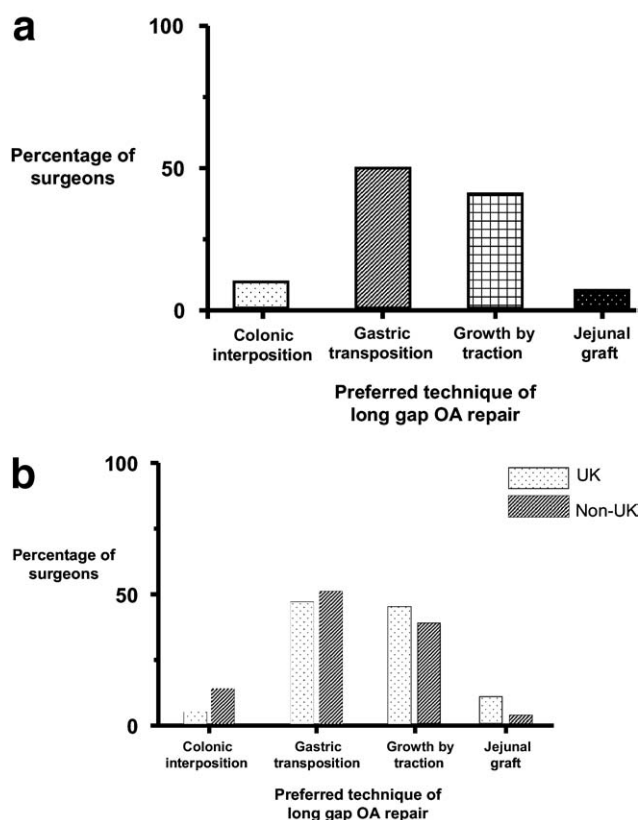 a
100
Percentage of
surgeons
50
0
Colonic
interposition
Gastric
transposition
Growth by
traction
Jejunal
graft
Preferred technique of
long gap OA repair
b
100
UK
Non-UK
Percentage of
surgeons
50
0
Colonic
interposition
Gastric
transposition
Growth by
traction
Jejunal
graft
Preferred technique of
long gap OA repair